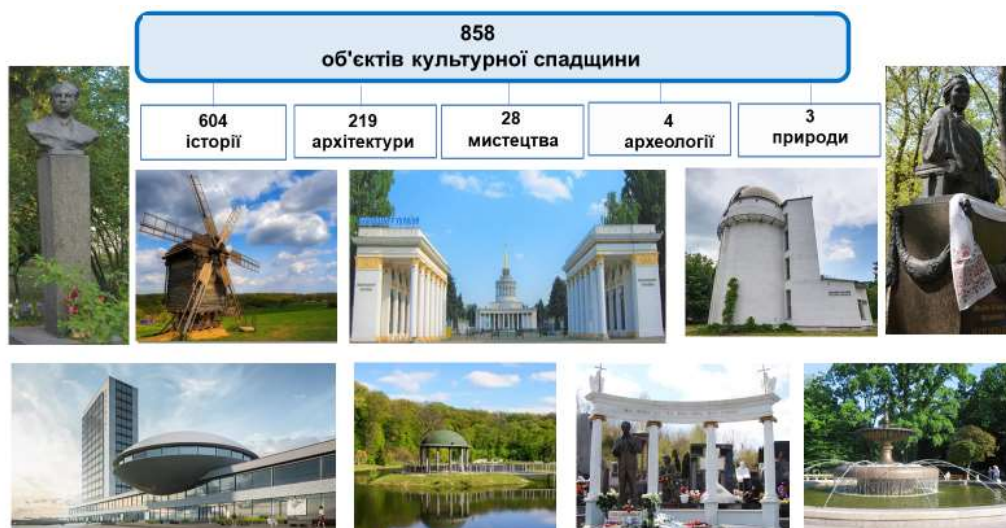 858
об'єктів культурної спадщини
604
історії
219
архітектури
28
мистецтва
4
археології
3
природи